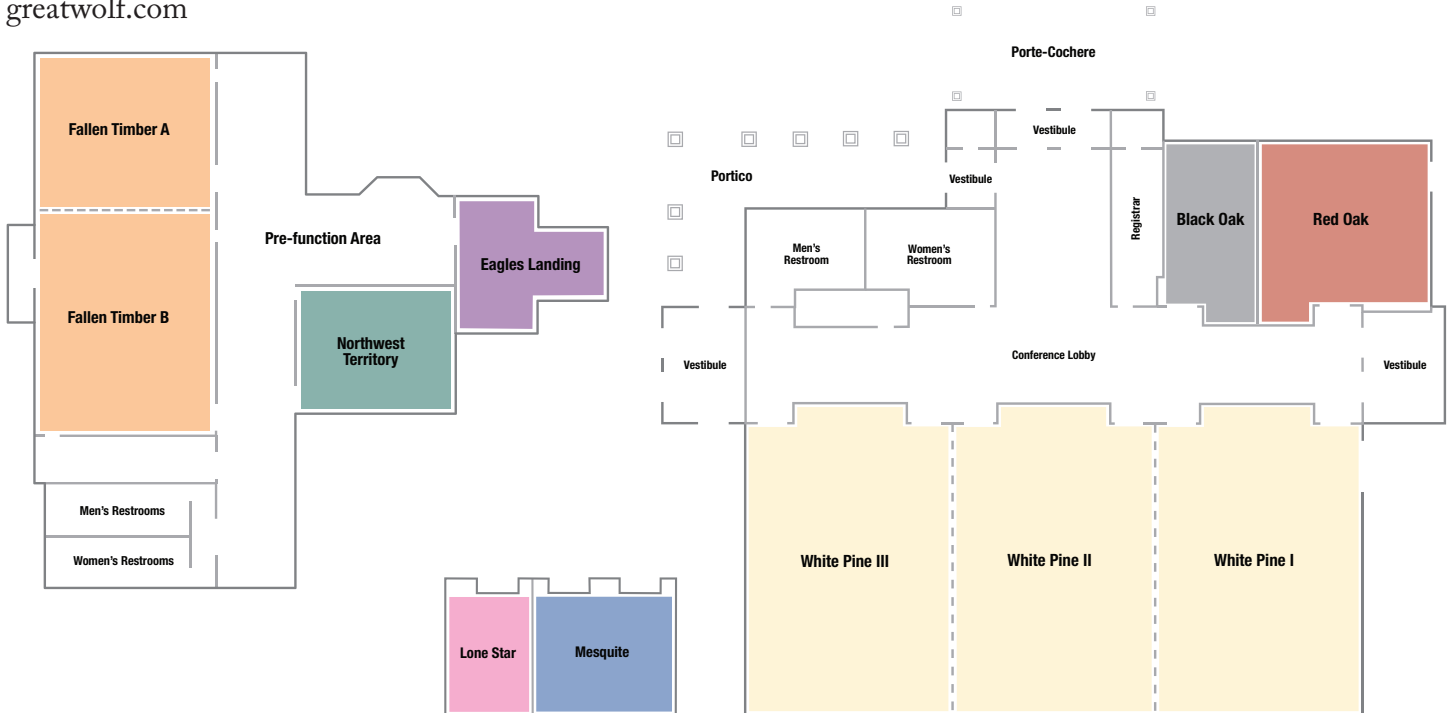 greatwolf.com
Porte-Cochere
Fallen Timber A
Vestibule
Portico
Vestibule
Registrar
Black Oak
Red Oak
Pre-function Area
Men's
Restroom
Women's
Restroom
Eagles Landing
Fallen Timber B
Northwest
Territory
Conference Lobby
Vestibule
Vestibule
Men's Restrooms
Women's Restrooms
White Pine III
White Pine II
White Pine I
Lone Star
Mesquite